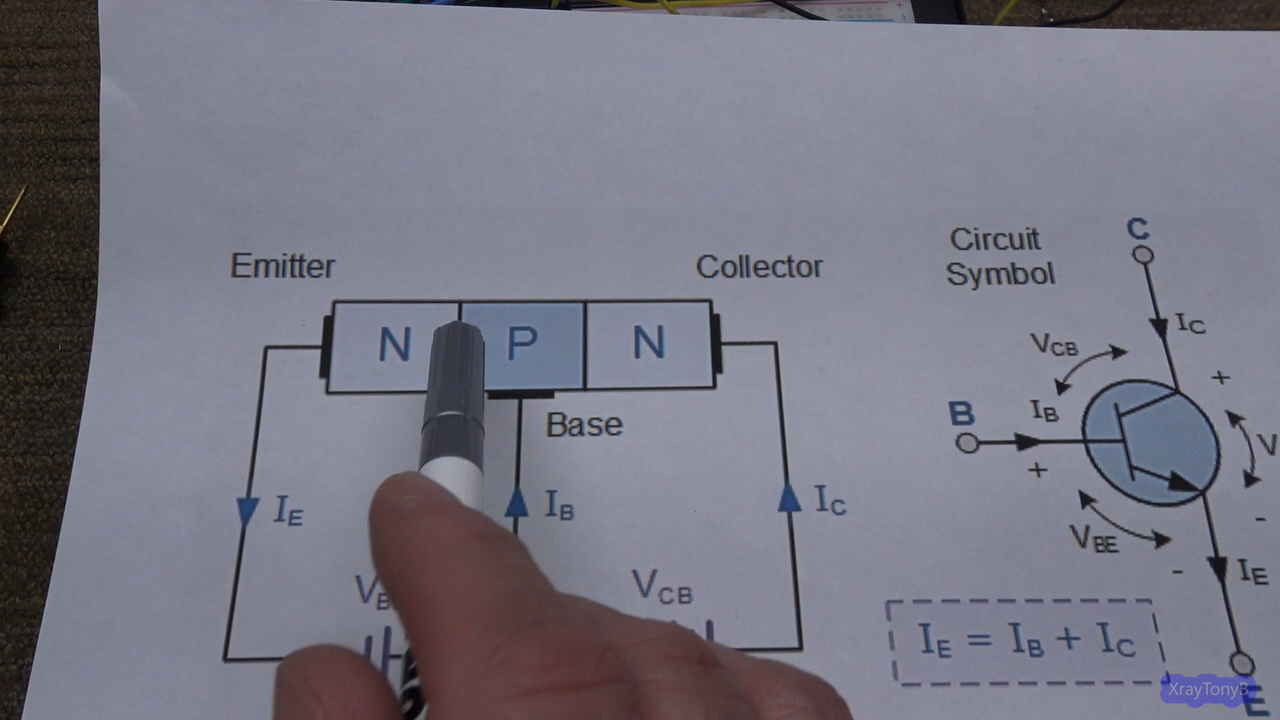 Emitter
Collector
N
P
N
Base
I_E
I_B
I_C
V_CB
Circuit
Symbol
C
I_C
V_CB
+
B
I_B
+
V_BE
-
-
I_E
I_E = I_B + I_C
E
XrayTonyB